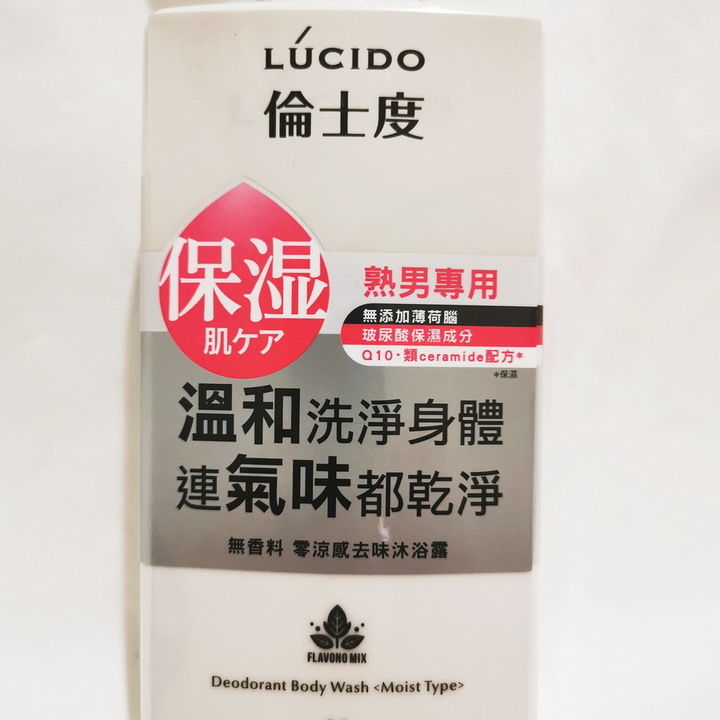 LÚCIDO
倫士度
保湿
肌ケア
熟男專用
無添加薄荷腦
玻尿酸保濕成分
Q10・類ceramide配方*
*保濕
溫和洗淨身體
連氣味都乾淨
無香料 零涼感去味沐浴露
FLAVONO MIX
Deodorant Body Wash <Moist Type>